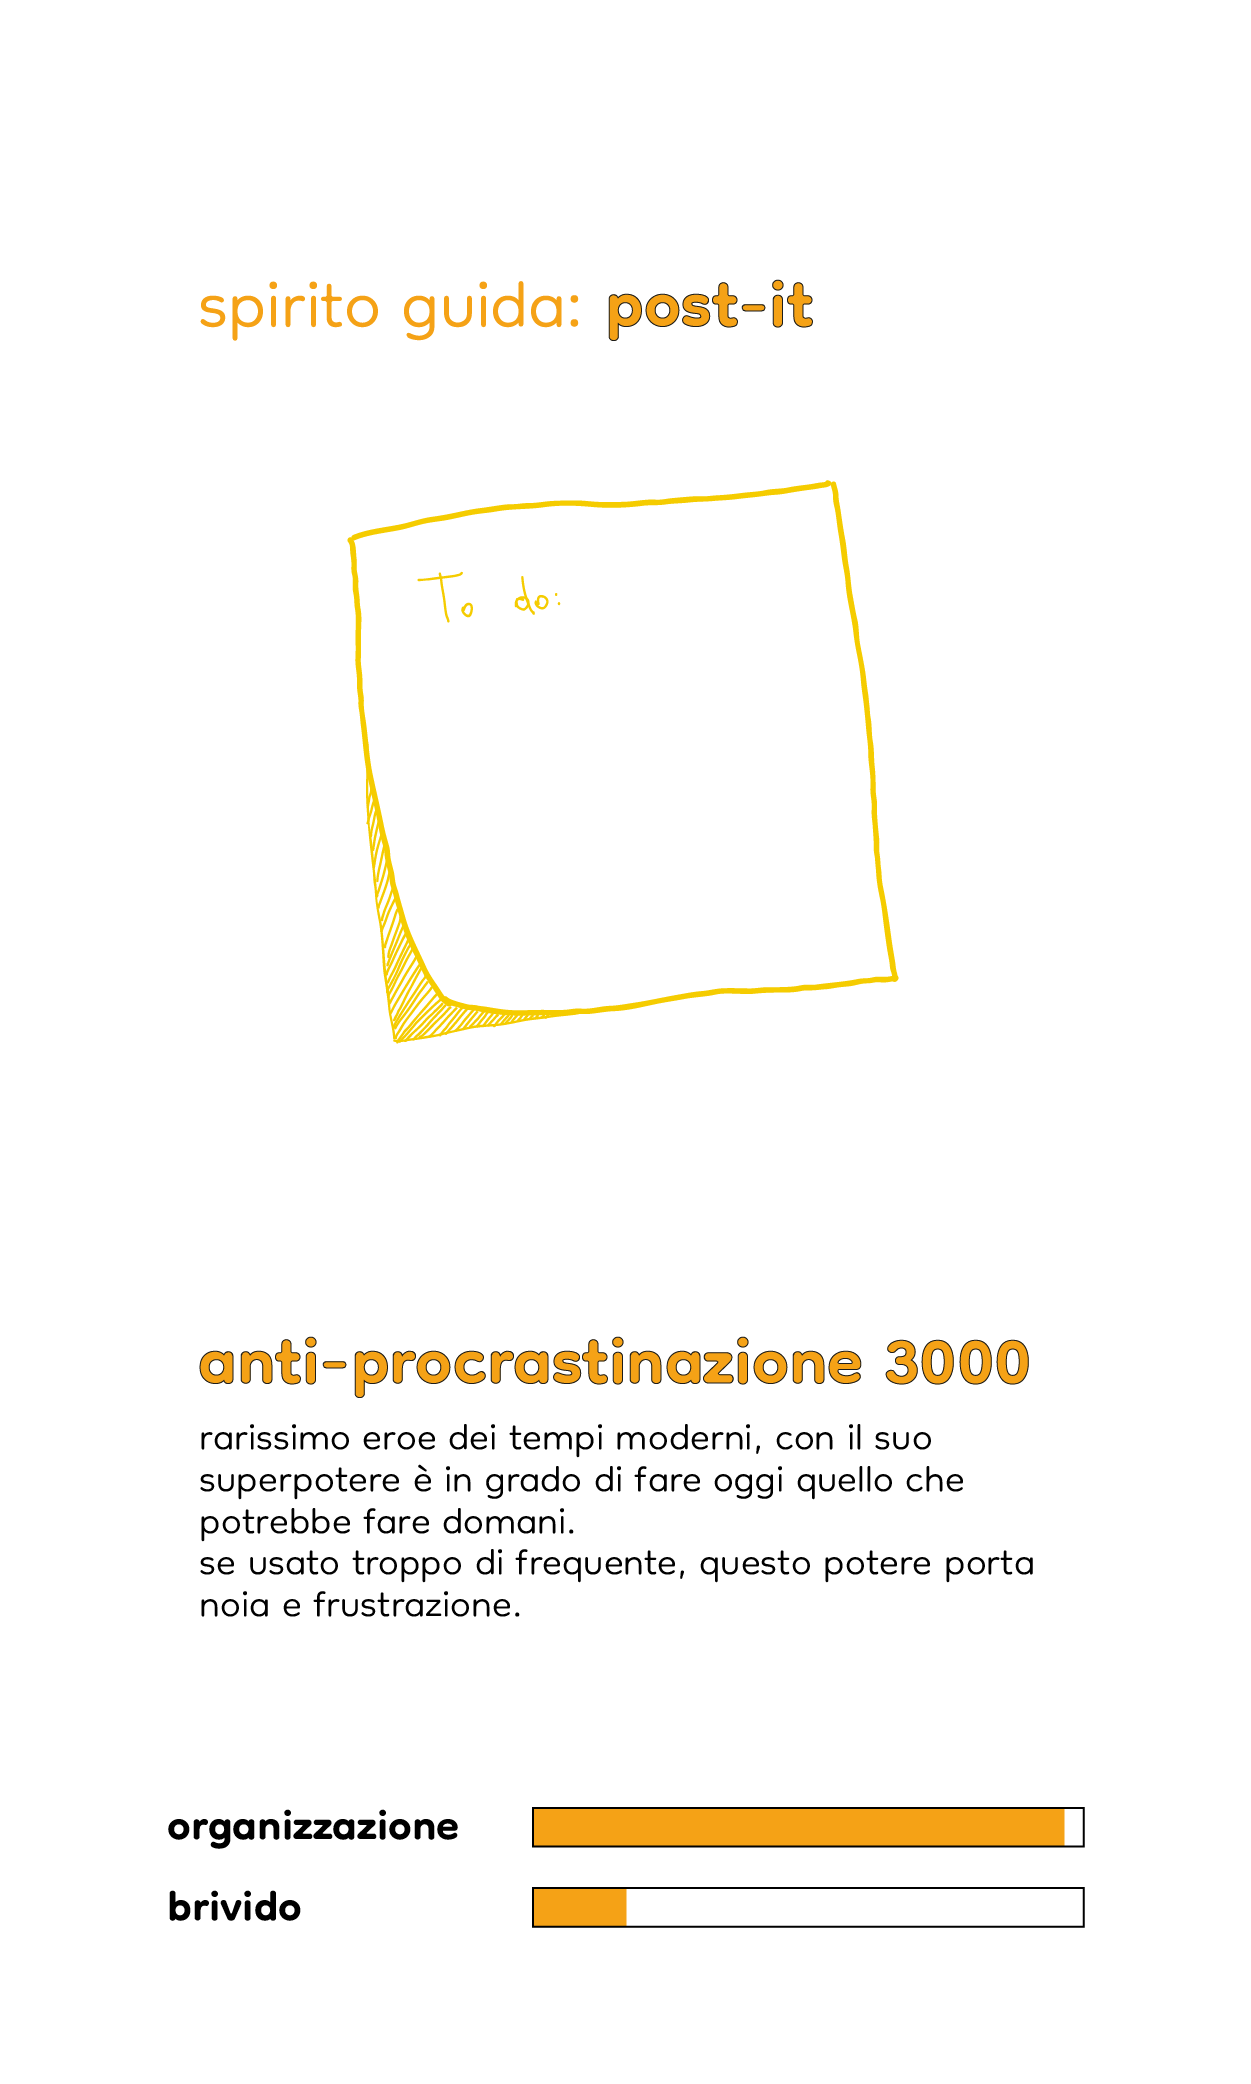 spirito guida: post-it
To do:
anti-procrastinazione 3000
rarissimo eroe dei tempi moderni, con il suo
superpotere è in grado di fare oggi quello che
potrebbe fare domani.
se usato troppo di frequente, questo potere porta
noia e frustrazione.
organizzazione
brivido